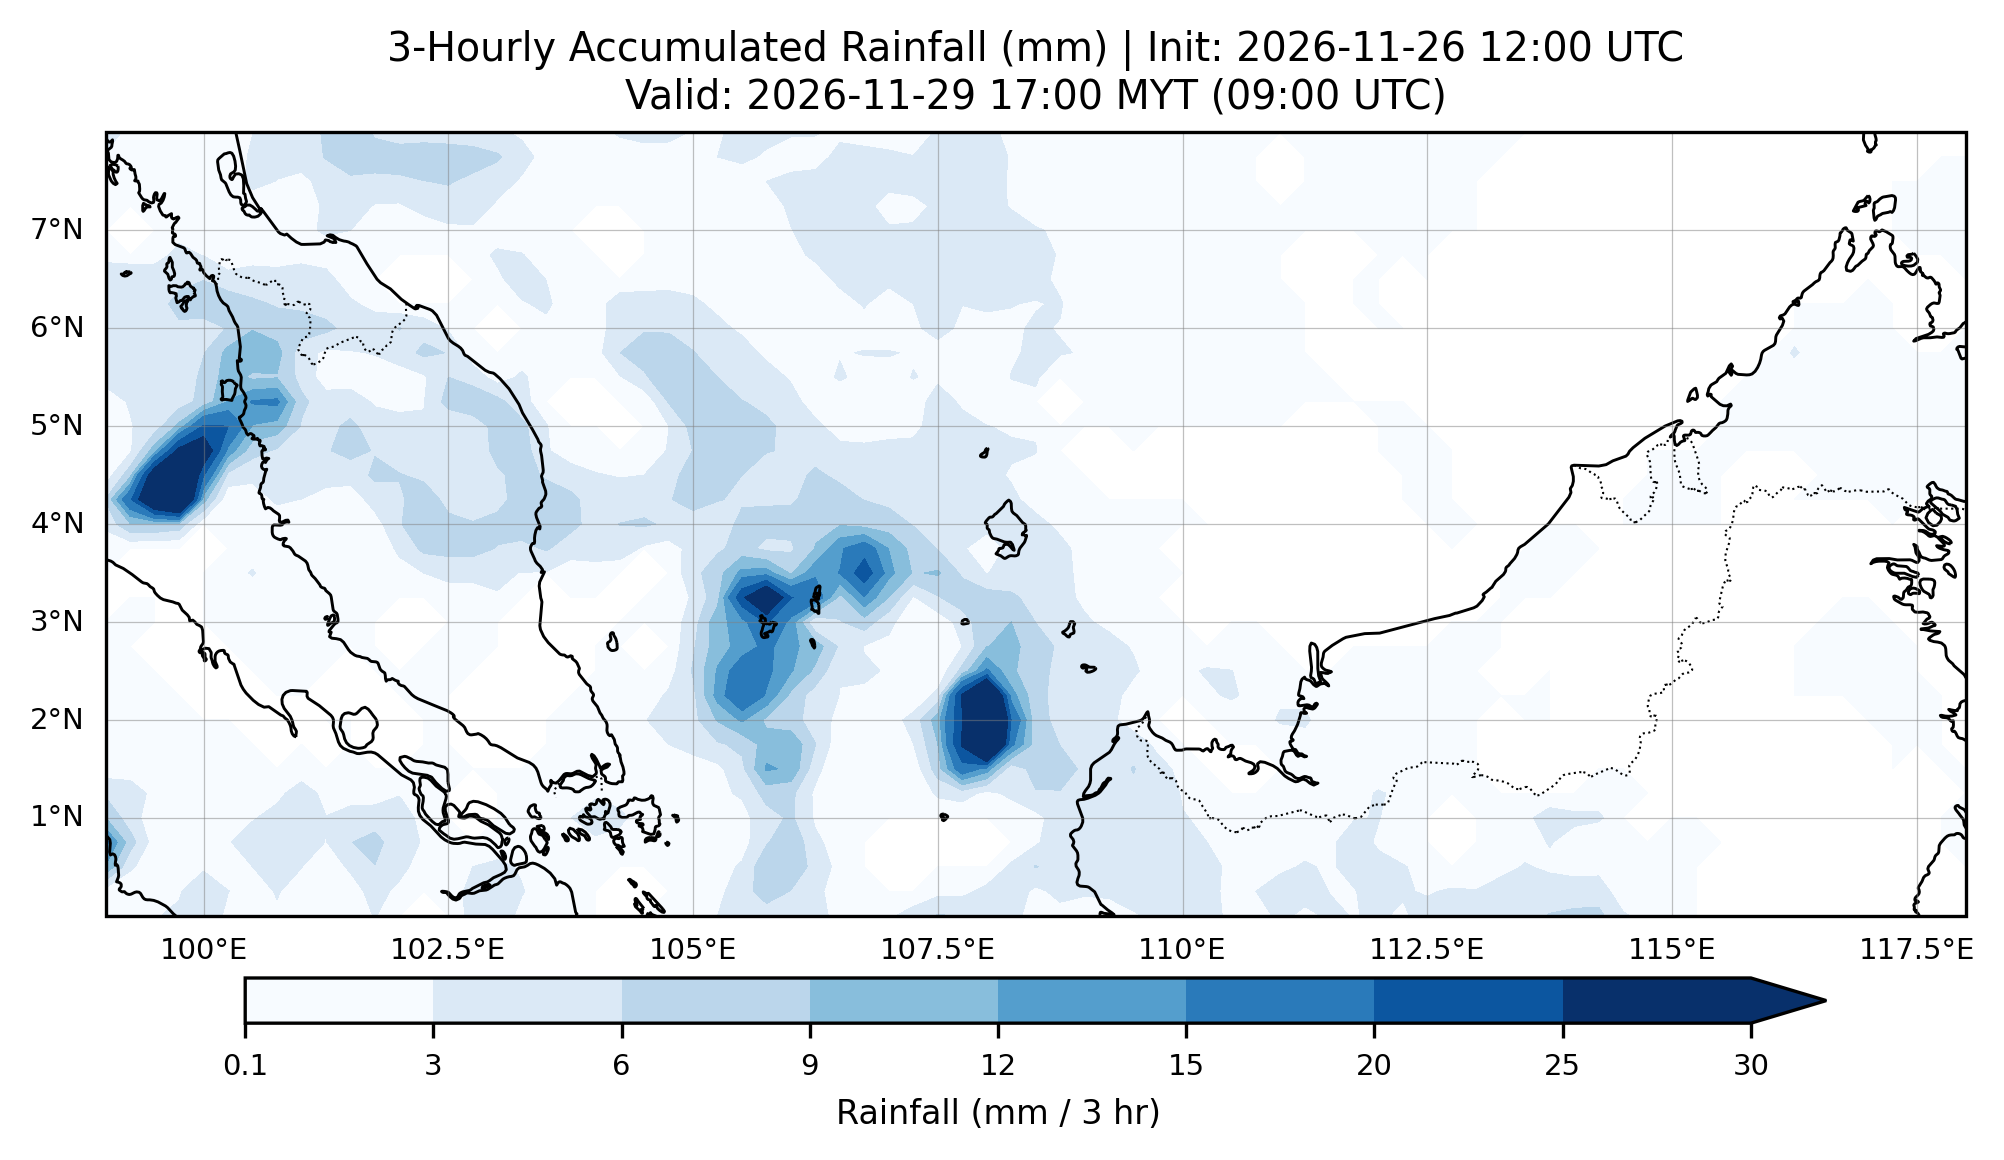 3-Hourly Accumulated Rainfall (mm) | Init: 2026-11-26 12:00 UTC
Valid: 2026-11-29 17:00 MYT (09:00 UTC)
7°N
6°N
5°N
4°N
3°N
2°N
1°N
100°E 102.5°E 105°E 107.5°E 110°E 112.5°E 115°E 117.5°E
0.1 3 6 9 12 15 20 25 30
Rainfall (mm / 3 hr)